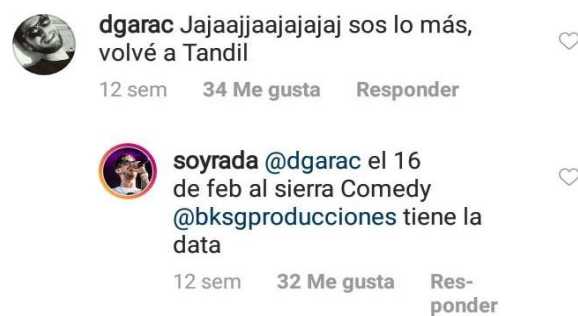 dgarac Jajaajjaajajajaj sos lo más,
volvé a Tandil
12 sem 34 Me gusta Responder
soyrada @dgarac el 16
de feb al sierra Comedy
@bksgproducciones tiene la
data
12 sem 32 Me gusta Res-
ponder